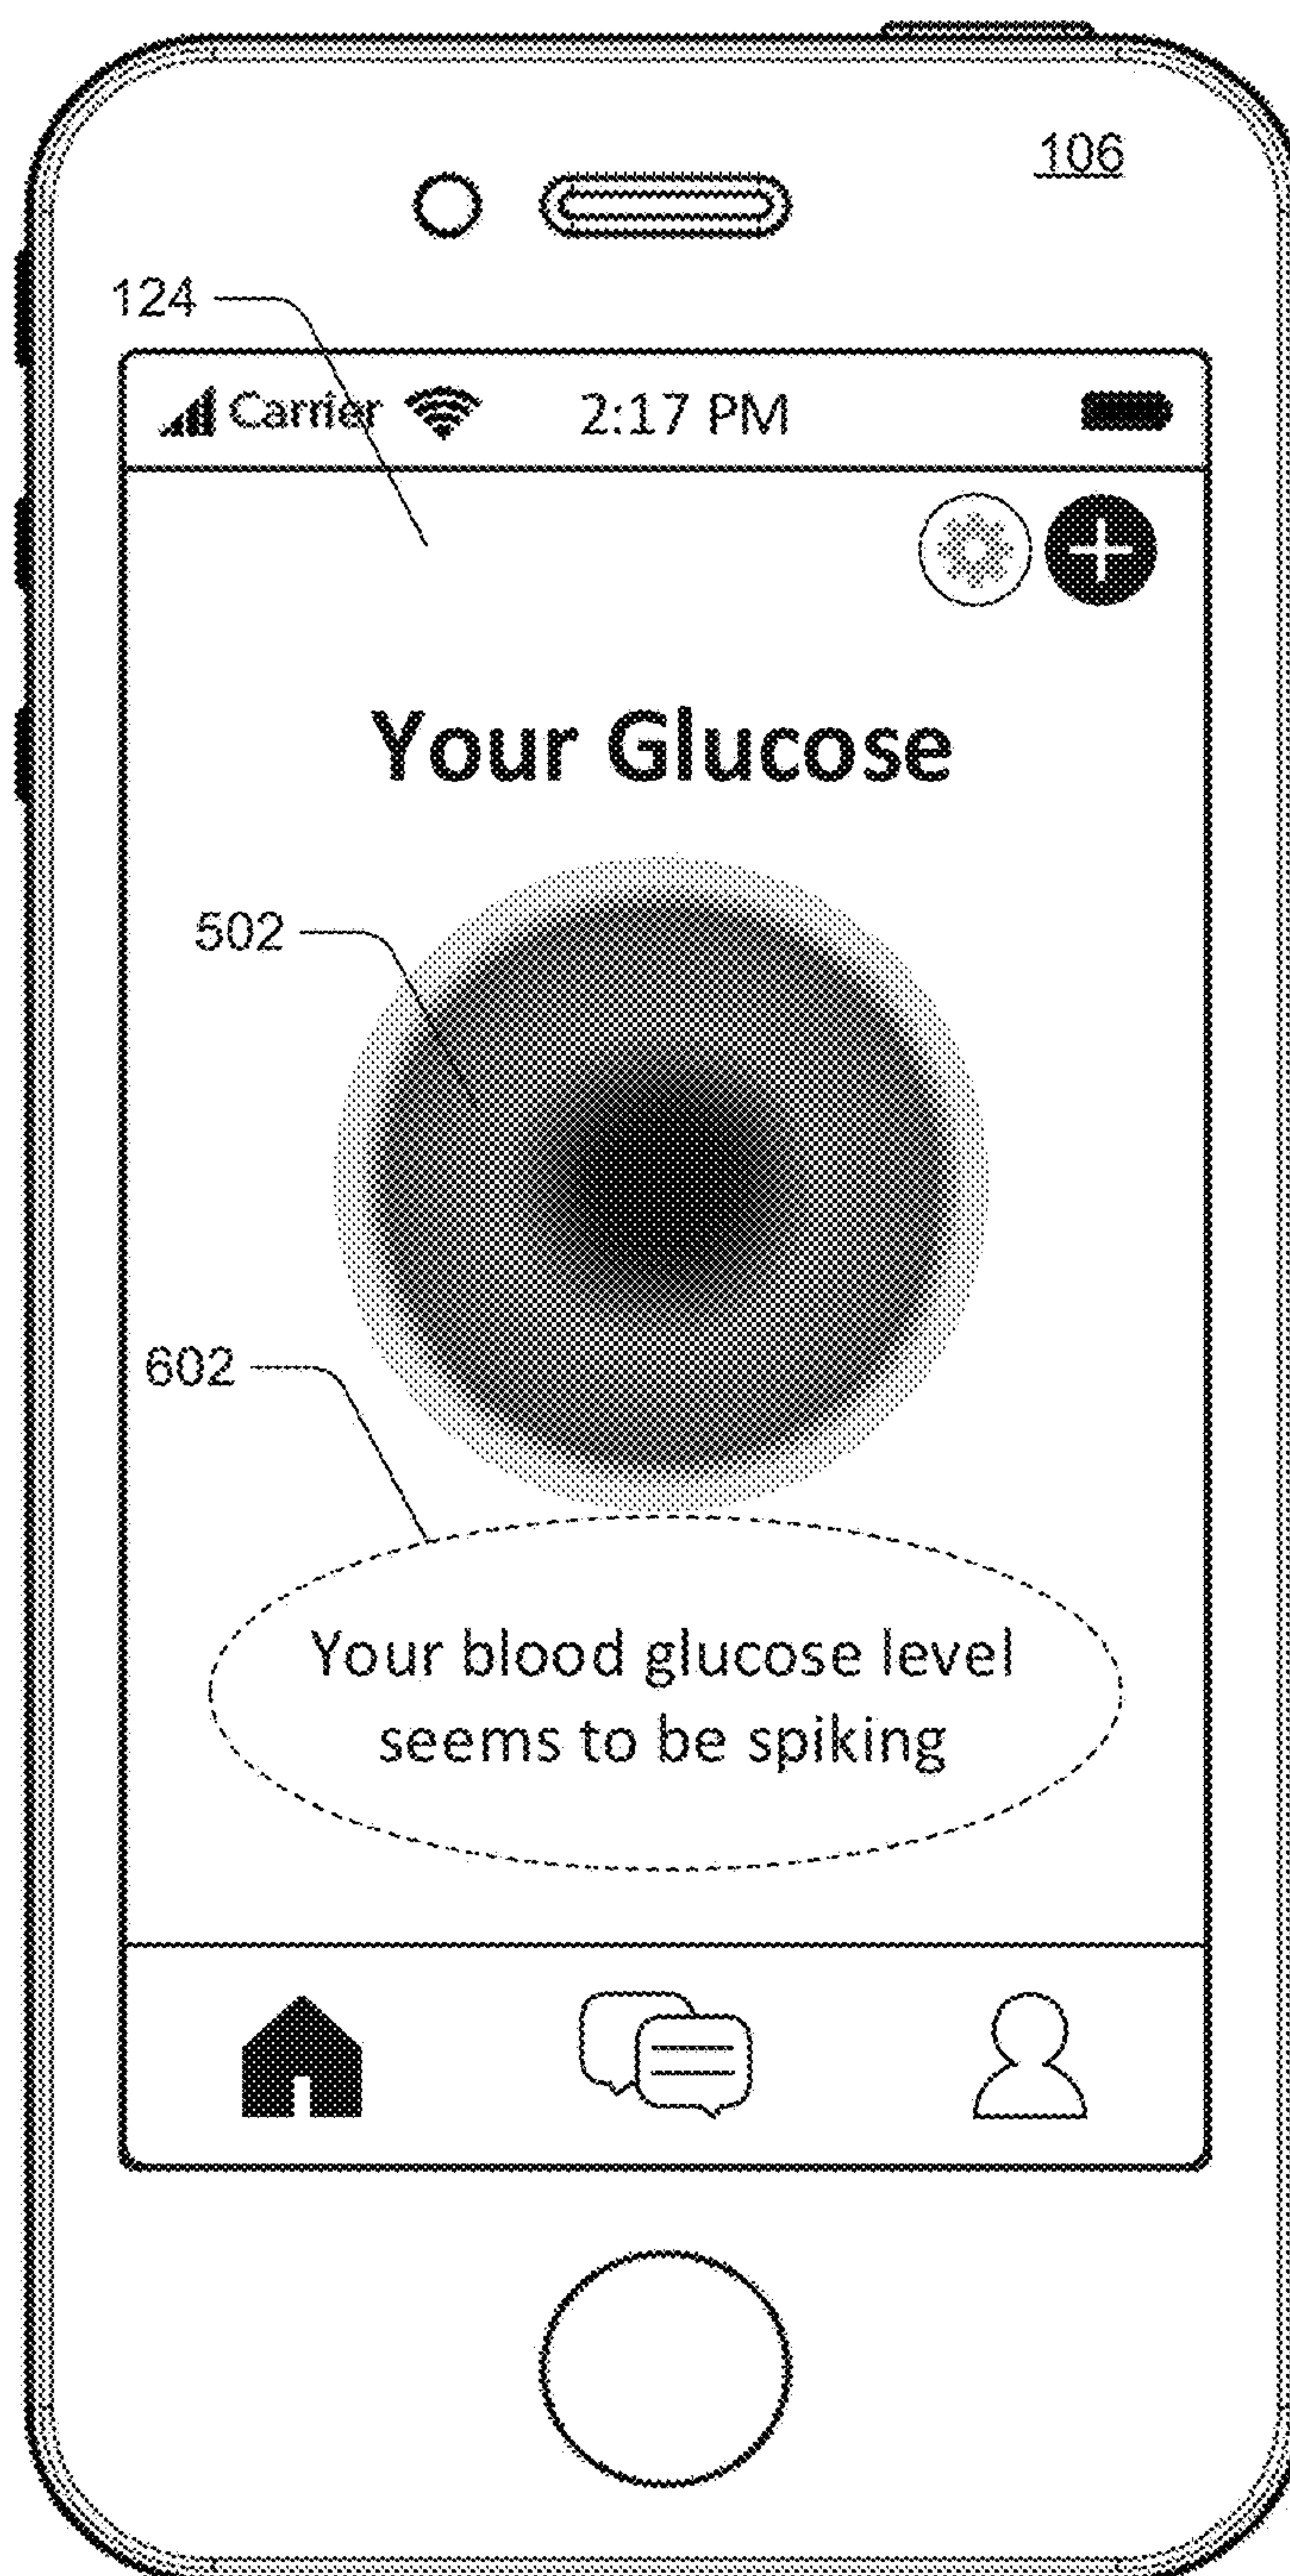 106
124
Carrier 2:17 PM
Your Glucose
502
602
Your blood glucose level
seems to be spiking